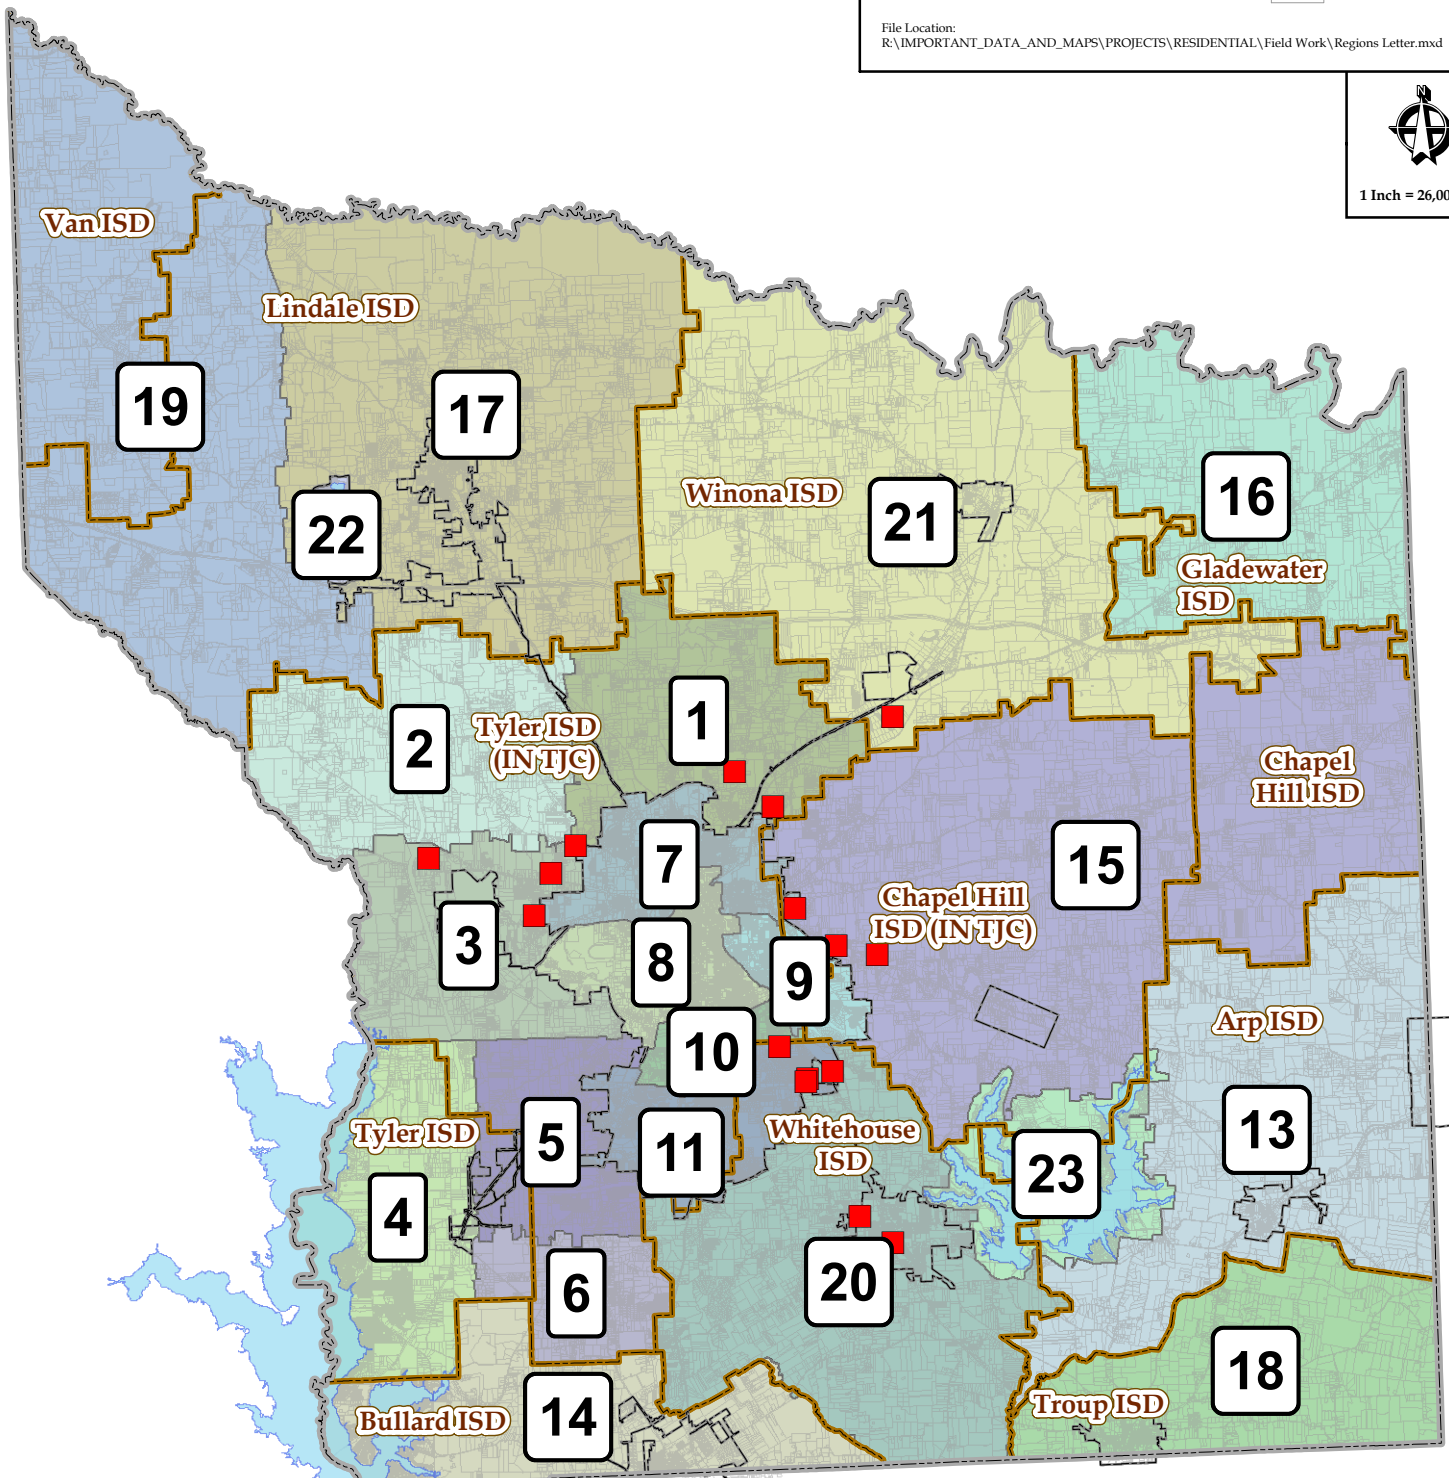 File Location:
R:\IMPORTANT_DATA_AND_MAPS\PROJECTS\RESIDENTIAL\Field Work\Regions Letter.mxd
N
1 Inch = 26,00
Van ISD
Lindale ISD
19
17
Winona ISD
16
22
21
Gladewater
ISD
1
Tyler ISD
(IN TJC)
2
Chapel
Hill ISD
7
15
Chapel Hill
ISD (IN TJC)
3
8
9
Arp ISD
10
Tyler ISD
5
11
Whitehouse
ISD
13
23
4
20
6
18
Troup ISD
Bullard ISD
14